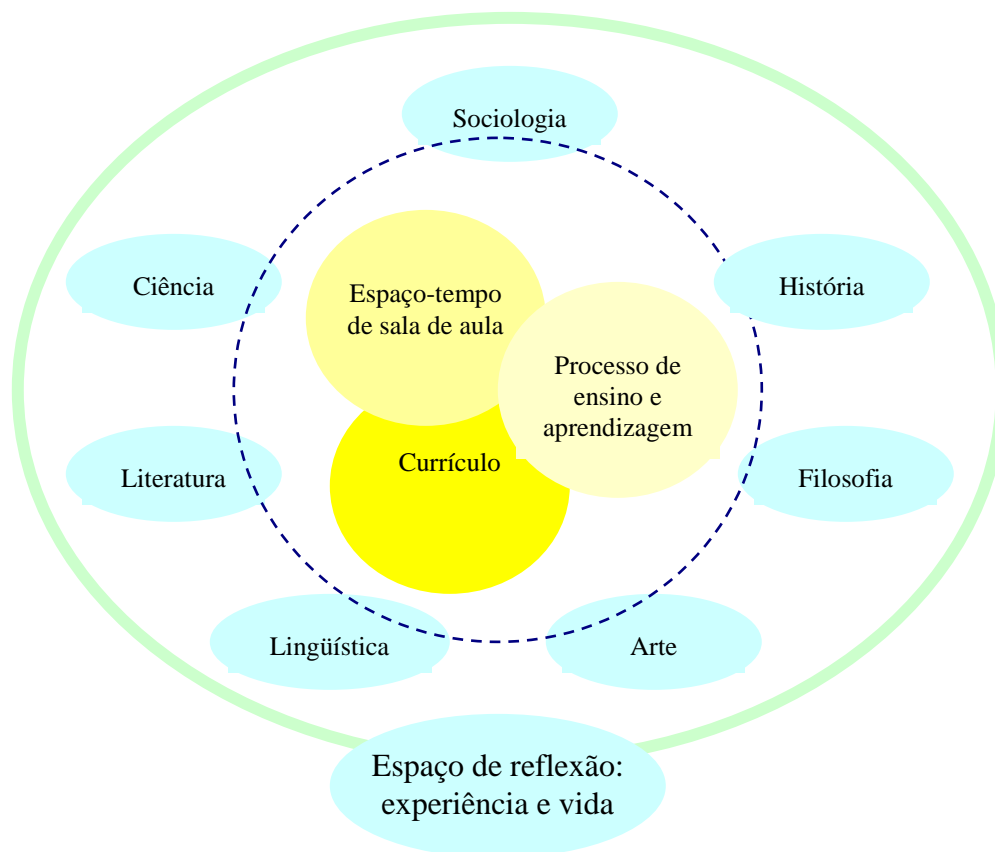 Sociologia
Ciência
História
Espaço-tempo
de sala de aula
Processo de
ensino e
aprendizagem
Currículo
Literatura
Filosofia
Lingüística
Arte
Espaço de reflexão:
experiência e vida